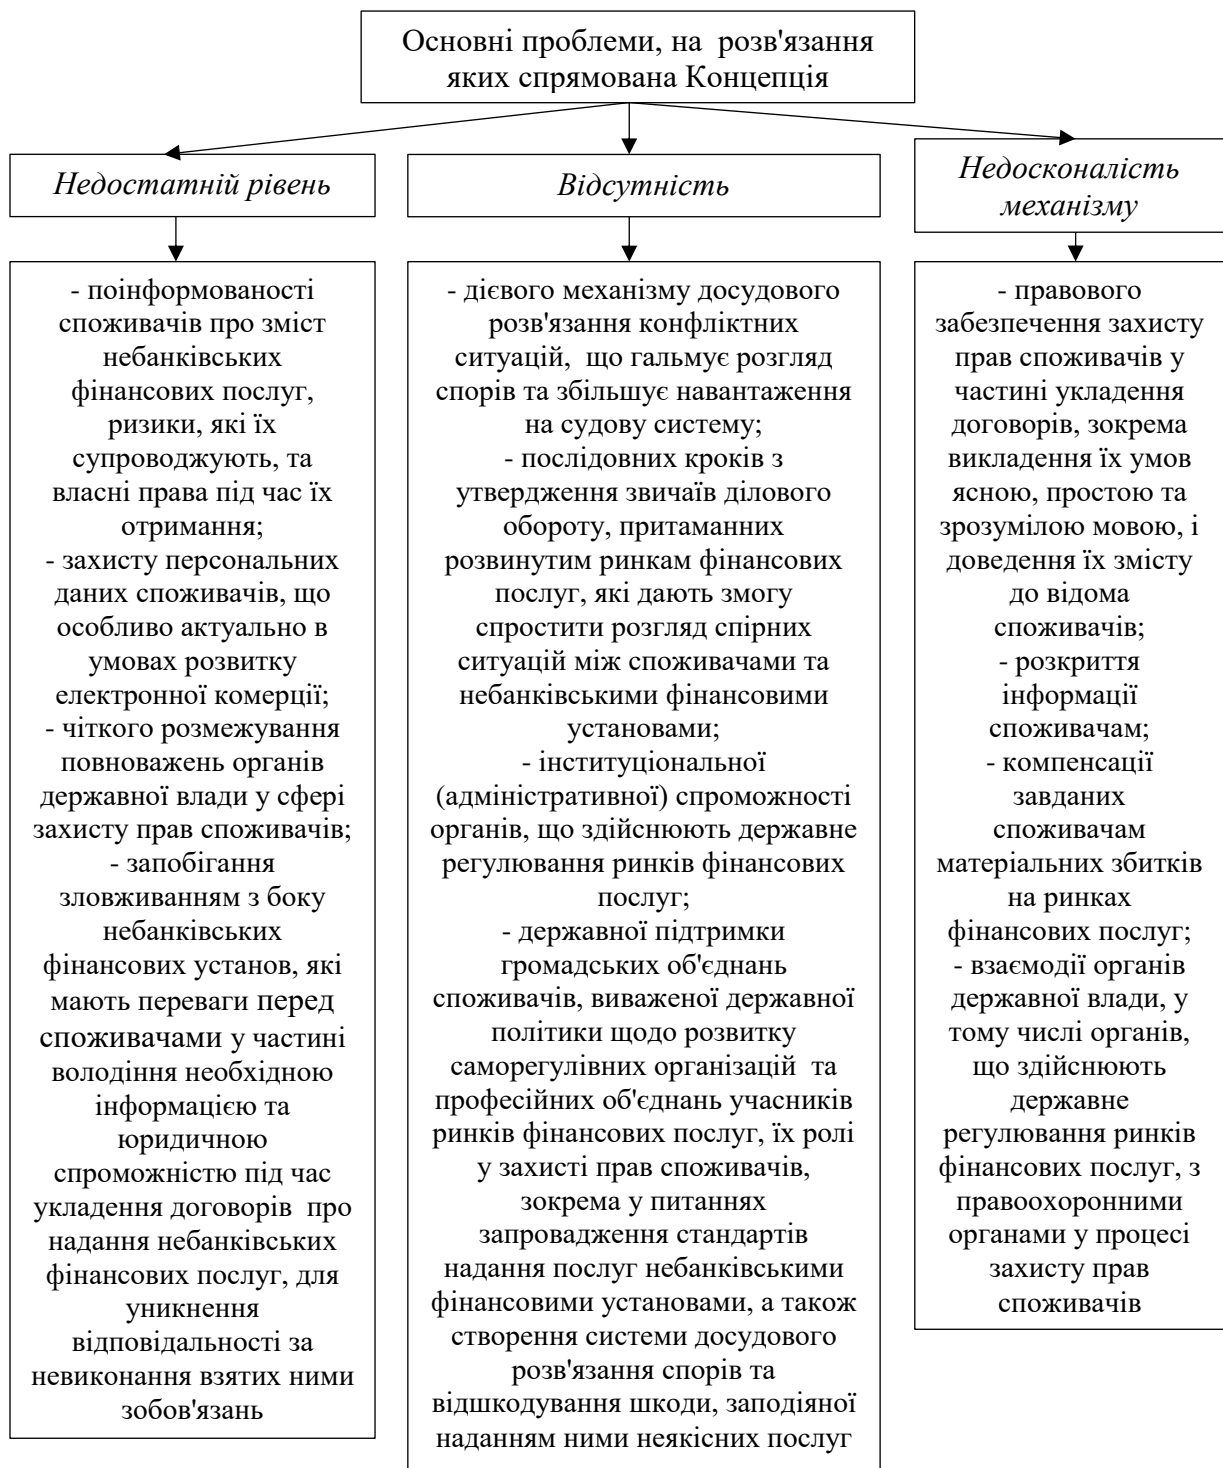 Основні проблеми, на розв'язання
яких спрямована Концепція
Недостатній рівень
Відсутність
Недосконалість
механізму
- поінформованості
споживачів про зміст
небанківських
фінансових послуг,
ризики, які їх
супроводжують, та
власні права під час їх
отримання;
- захисту персональних
даних споживачів, що
особливо актуально в
умовах розвитку
електронної комерції;
- чіткого розмежування
повноважень органів
державної влади у сфері
захисту прав споживачів;
- запобігання
зловживанням з боку
небанківських
фінансових установ, які
мають переваги перед
споживачами у частині
володіння необхідною
інформацією та
юридичною
спроможністю під час
укладення договорів про
надання небанківських
фінансових послуг, для
уникнення
відповідальності за
невиконання взятих ними
зобов'язань
- дієвого механізму досудового
розв'язання конфліктних
ситуацій, що гальмує розгляд
спорів та збільшує навантаження
на судову систему;
- послідовних кроків з
утвердження звичаїв ділового
обороту, притаманних
розвинутим ринкам фінансових
послуг, які дають змогу
спростити розгляд спірних
ситуацій між споживачами та
небанківськими фінансовими
установами;
- інституціональної
(адміністративної) спроможності
органів, що здійснюють державне
регулювання ринків фінансових
послуг;
- державної підтримки
громадських об'єднань
споживачів, виваженої державної
політики щодо розвитку
саморегулівних організацій та
професійних об'єднань учасників
ринків фінансових послуг, їх ролі
у захисті прав споживачів,
зокрема у питаннях
запровадження стандартів
надання послуг небанківськими
фінансовими установами, а також
створення системи досудового
розв'язання спорів та
відшкодування шкоди, заподіяної
наданням ними неякісних послуг
- правового
забезпечення захисту
прав споживачів у
частині укладення
договорів, зокрема
викладення їх умов
ясною, простою та
зрозумілою мовою, і
доведення їх змісту
до відома
споживачів;
- розкриття
інформації
споживачам;
- компенсації
завданих
споживачам
матеріальних збитків
на ринках
фінансових послуг;
- взаємодії органів
державної влади, у
тому числі органів,
що здійснюють
державне
регулювання ринків
фінансових послуг, з
правоохоронними
органами у процесі
захисту прав
споживачів